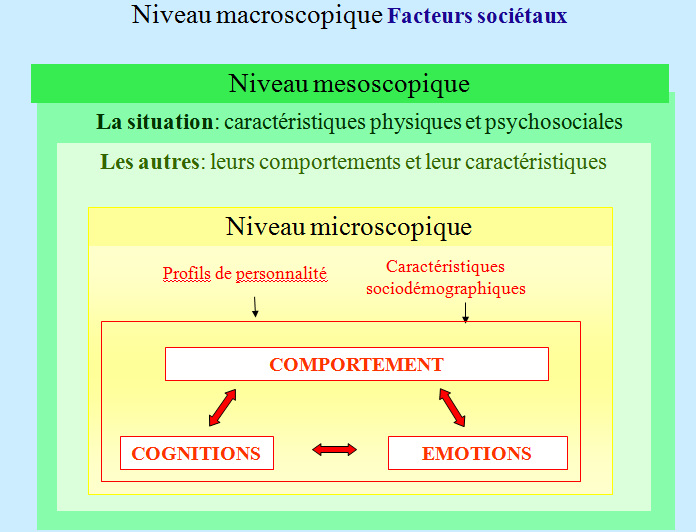 Niveau macroscopique Facteurs sociétaux
Niveau mesoscopique
La situation: caractéristiques physiques et psychosociales
Les autres: leurs comportements et leur caractéristiques
Niveau microscopique
Profils de personnalité
Caractéristiques
sociodémographiques
COMPORTEMENT
COGNITIONS
EMOTIONS